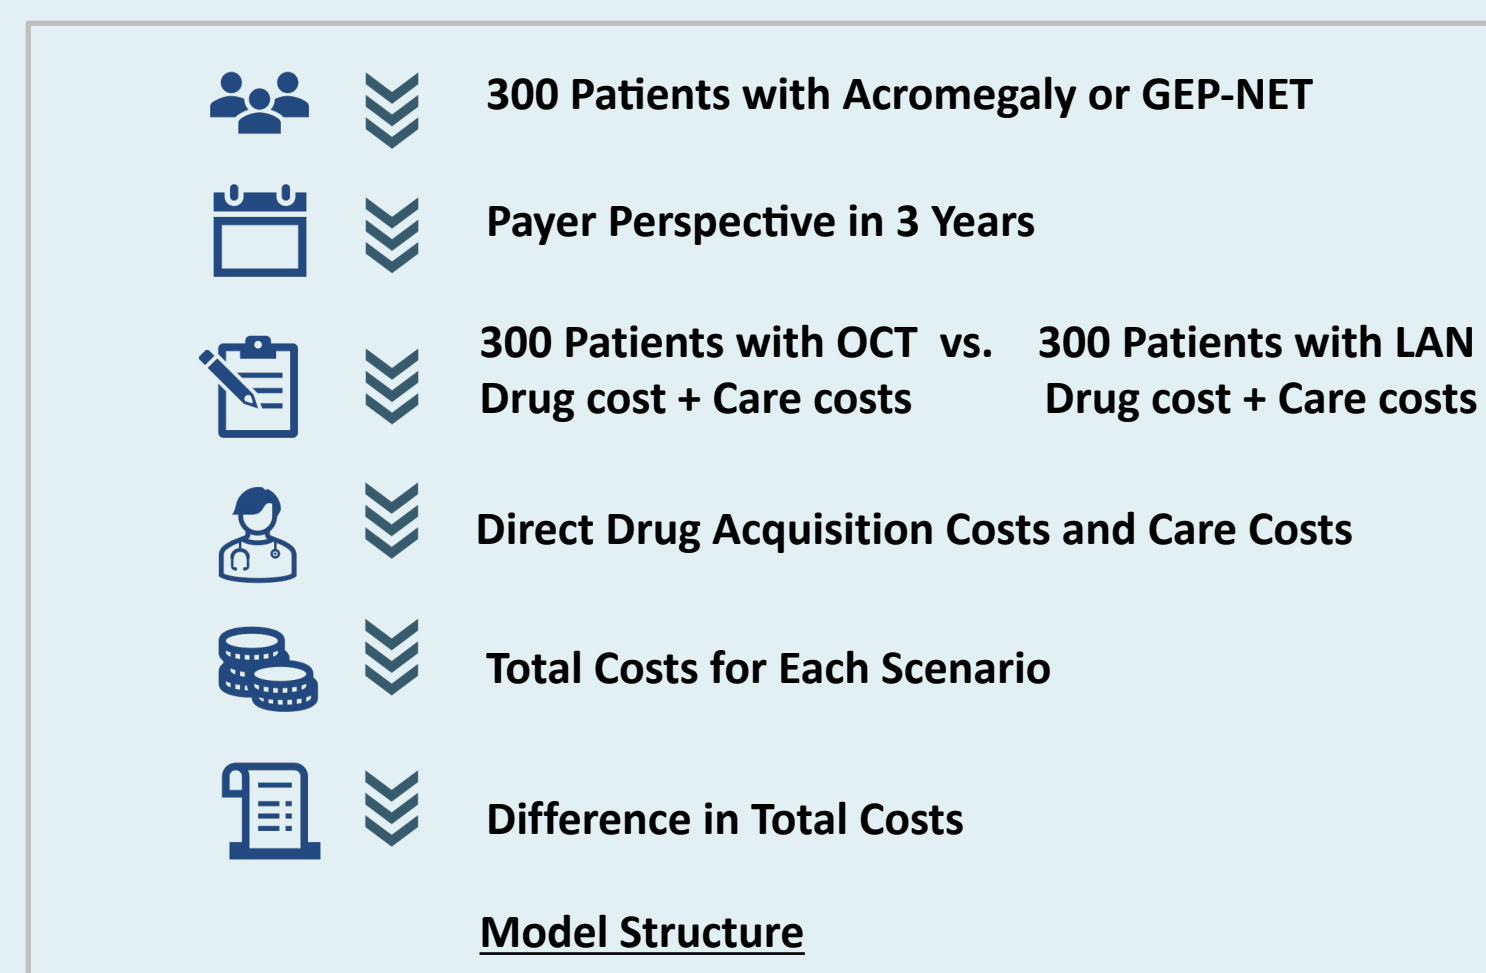 300 Patients with Acromegaly or GEP-NET
Payer Perspective in 3 Years
300 Patients with OCT vs. 300 Patients with LAN
Drug cost + Care costs Drug cost + Care costs
Direct Drug Acquisition Costs and Care Costs
Total Costs for Each Scenario
Difference in Total Costs
Model Structure